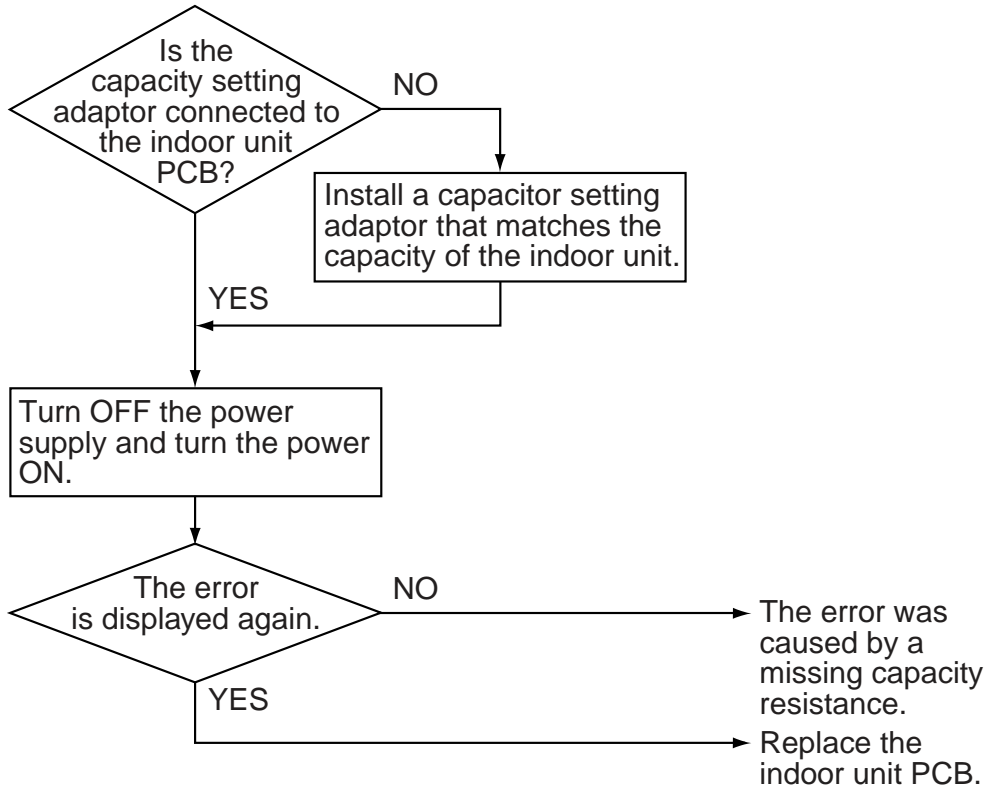 Is the
capacity setting
adaptor connected to
the indoor unit
PCB?
NO
Install a capacitor setting
adaptor that matches the
capacity of the indoor unit.
YES
Turn OFF the power
supply and turn the power
ON.
The error
is displayed again.
NO
The error was
caused by a
missing capacity
resistance.
YES
Replace the
indoor unit PCB.